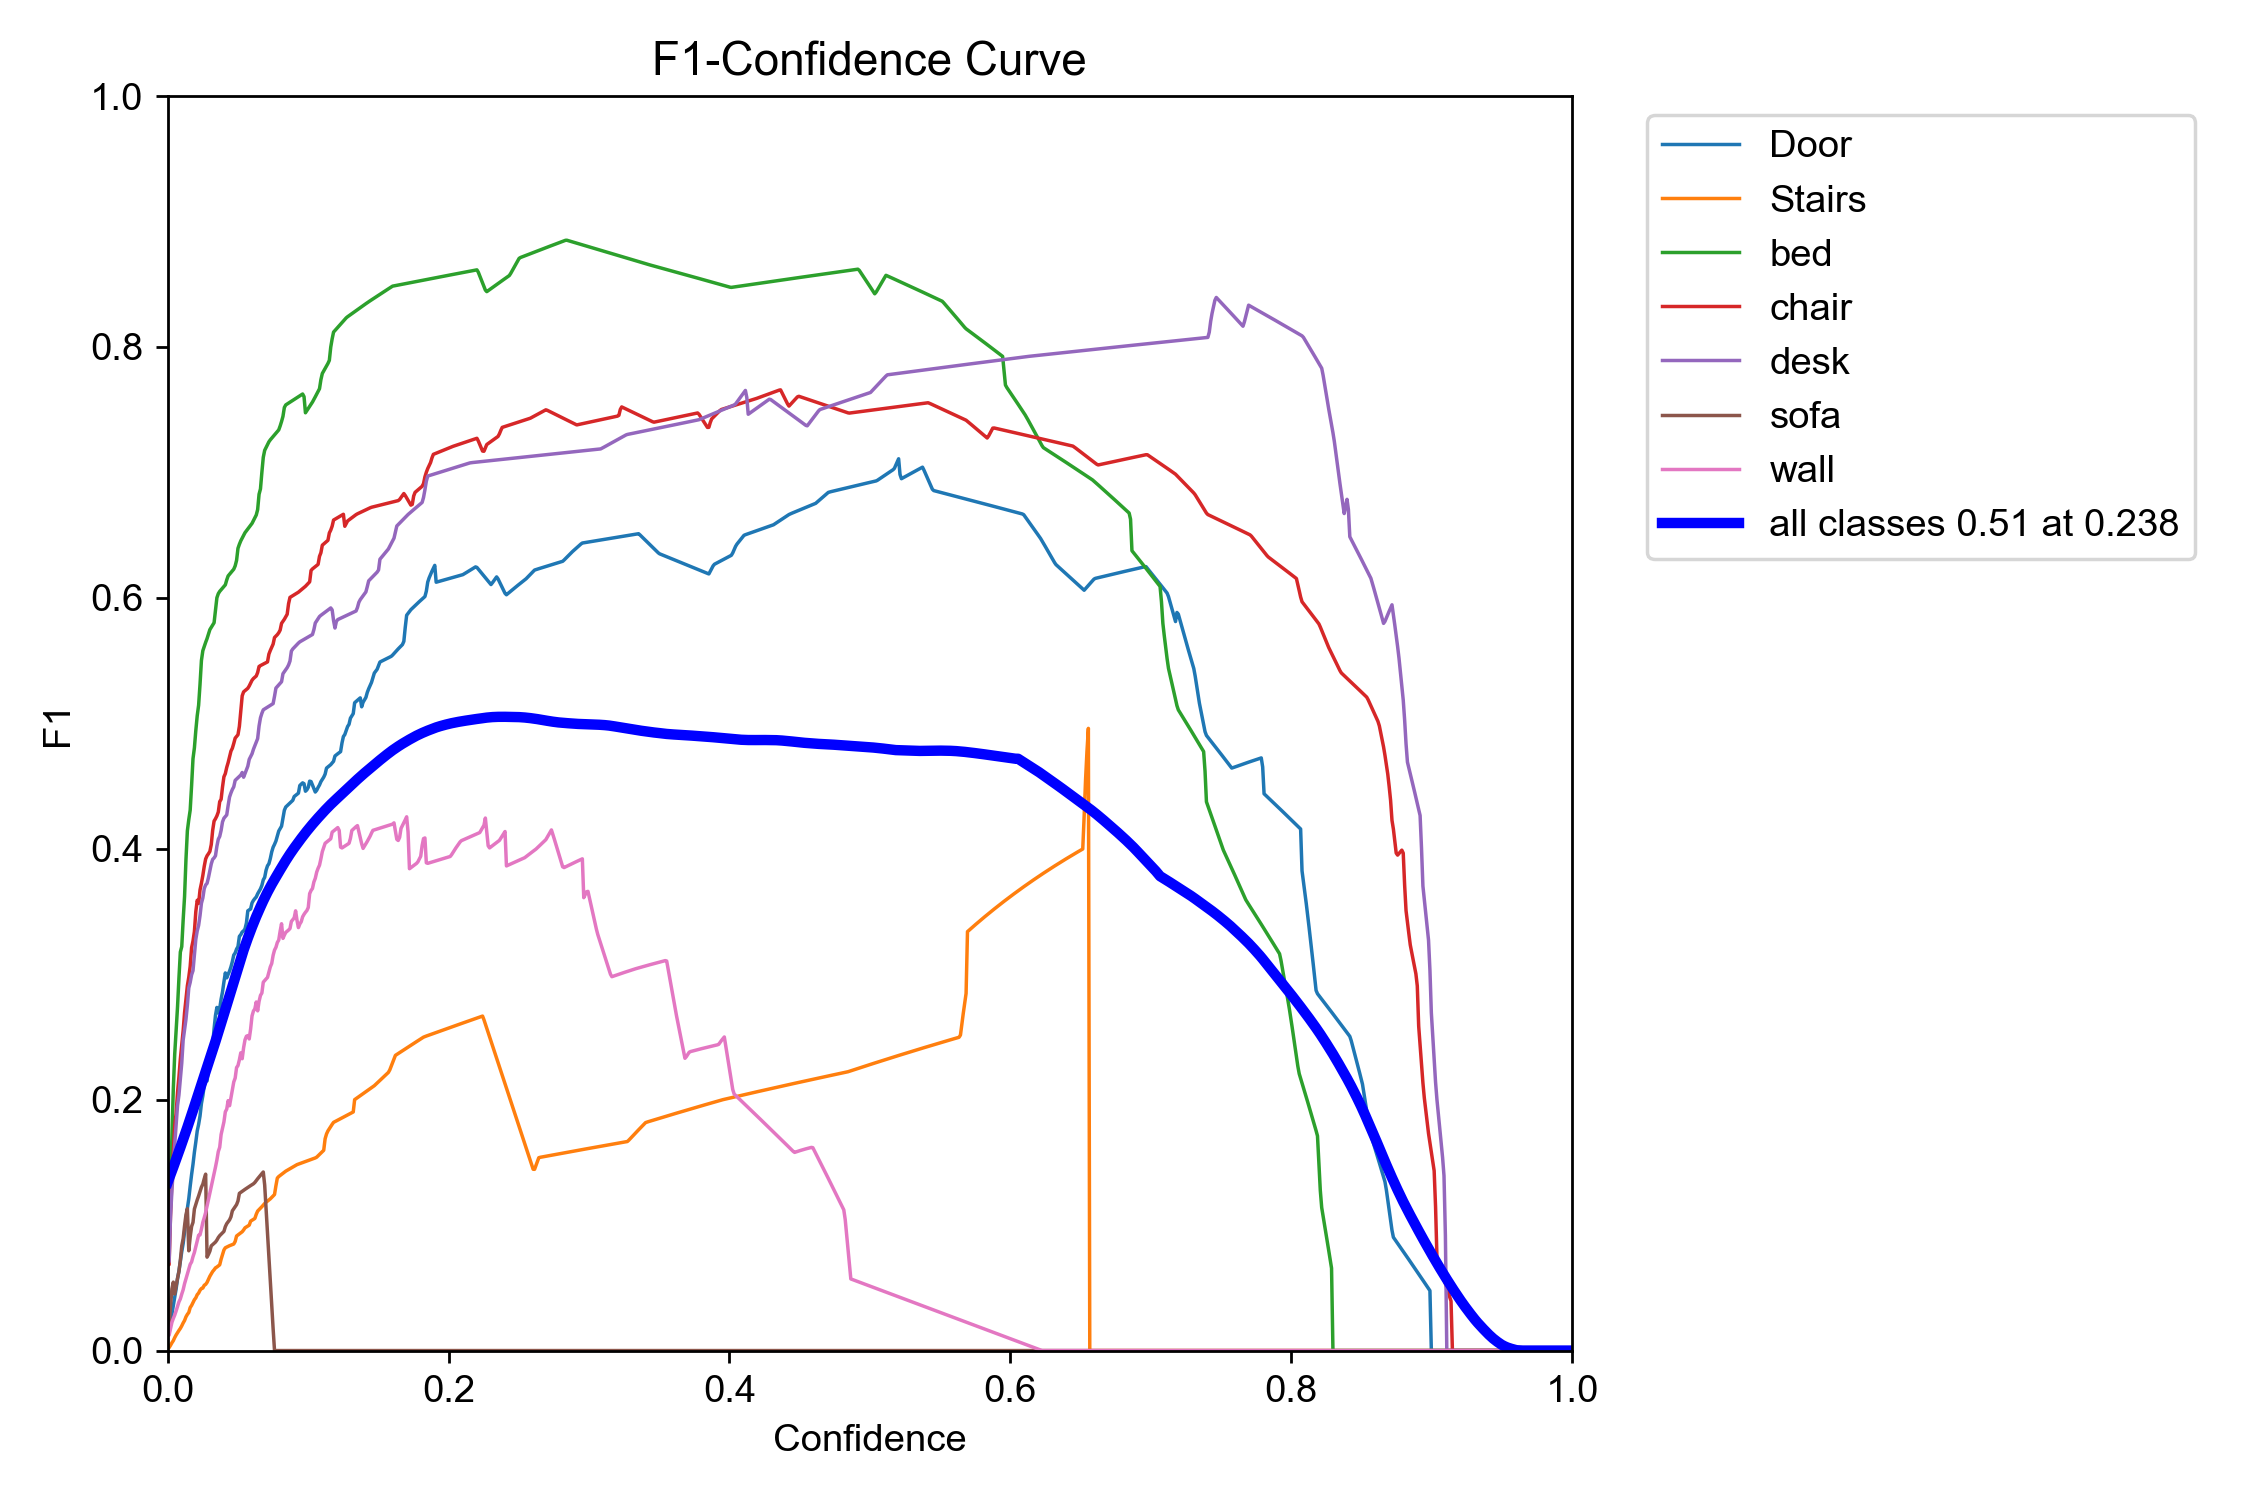 F1-Confidence Curve
1.0
0.8
0.6
0.4
0.2
0.0
F1
0.0 0.2 0.4 0.6 0.8 1.0
Confidence
Door
Stairs
bed
chair
desk
sofa
wall
all classes 0.51 at 0.238